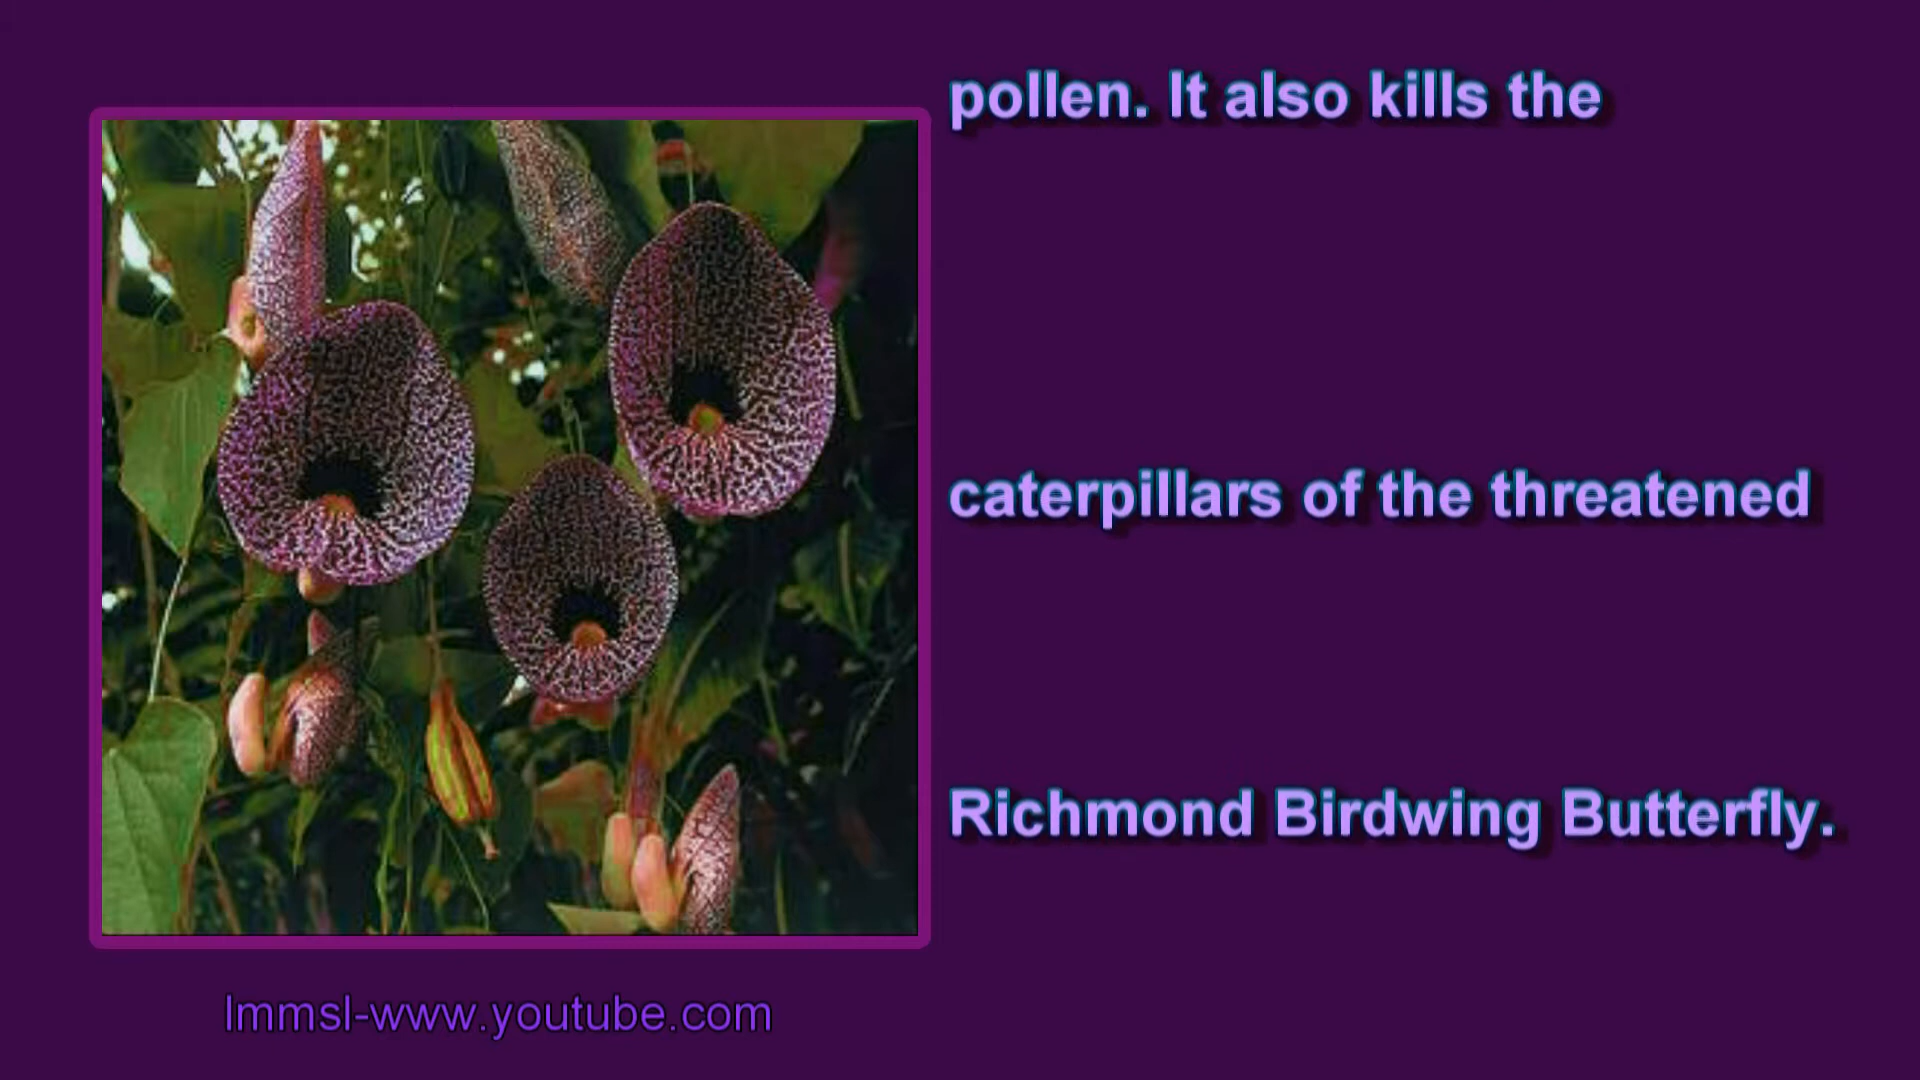 pollen. It also kills the
caterpillars of the threatened
Richmond Birdwing Butterfly.
lmmsl-www.youtube.com